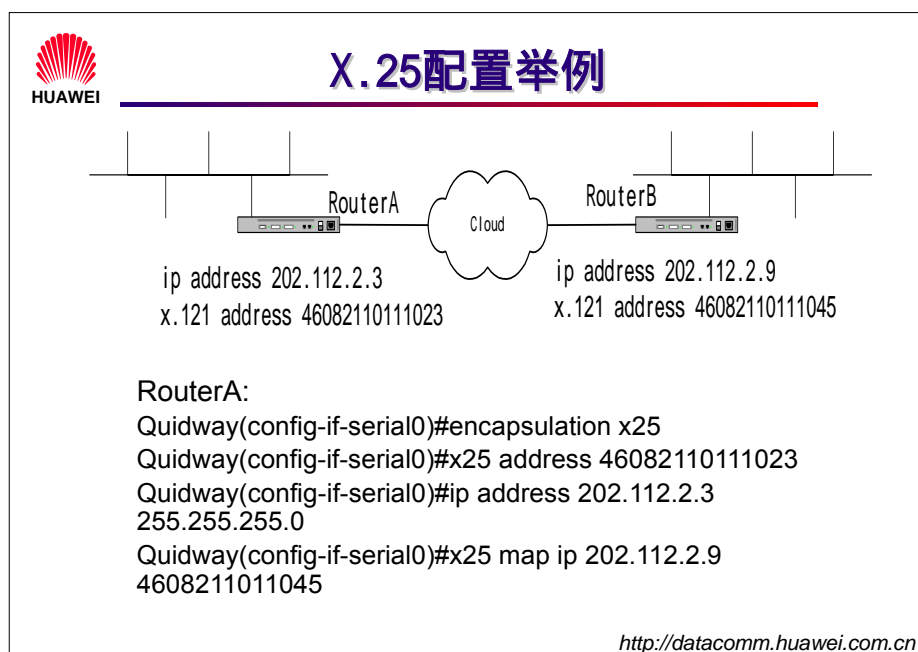 HUAWEI
X.25配置举例
RouterA
Cloud
RouterB
ip address 202.112.2.3
x.121 address 46082110111023
ip address 202.112.2.9
x.121 address 46082110111045
RouterA:
Quidway(config-if-serial0)#encapsulation x25
Quidway(config-if-serial0)#x25 address 46082110111023
Quidway(config-if-serial0)#ip address 202.112.2.3
255.255.255.0
Quidway(config-if-serial0)#x25 map ip 202.112.2.9
4608211011045
http://datacomm.huawei.com.cn